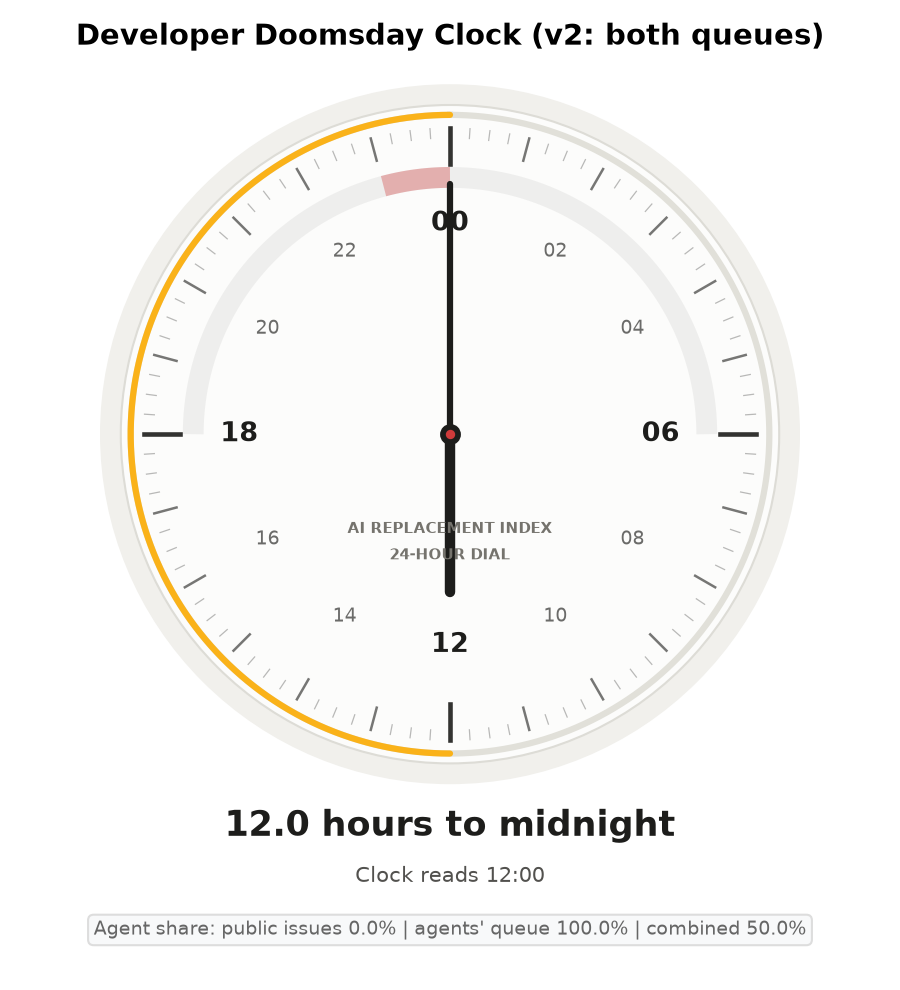 Developer Doomsday Clock (v2: both queues)
00
22
02
20
04
18
06
16
08
AI REPLACEMENT INDEX
24-HOUR DIAL
14
10
12
12.0 hours to midnight
Clock reads 12:00
Agent share: public issues 0.0% | agents' queue 100.0% | combined 50.0%